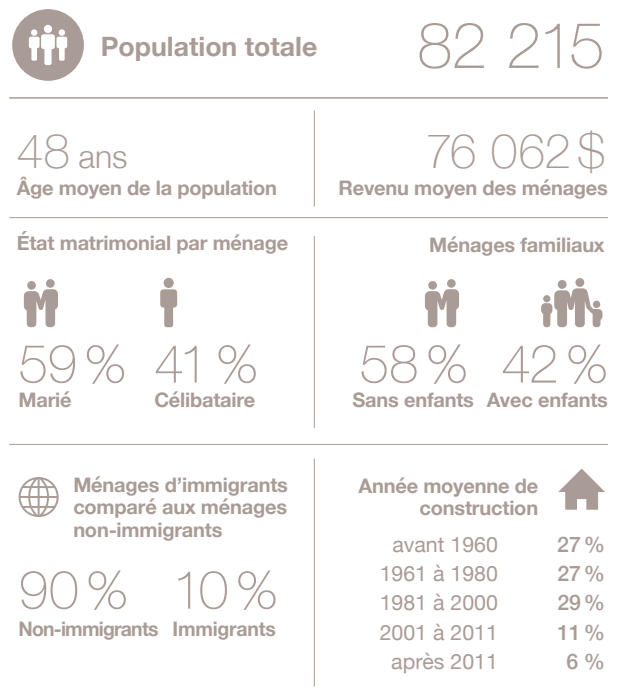 Population totale
82 215
48 ans
Âge moyen de la population
76 062 $
Revenu moyen des ménages
État matrimonial par ménage
59 % 41 %
Marié Célibataire
Ménages familiaux
58 % 42 %
Sans enfants Avec enfants
Ménages d’immigrants
comparé aux ménages
non-immigrants
90 % 10 %
Non-immigrants Immigrants
Année moyenne de
construction
avant 1960 27 %
1961 à 1980 27 %
1981 à 2000 29 %
2001 à 2011 11 %
après 2011 6 %